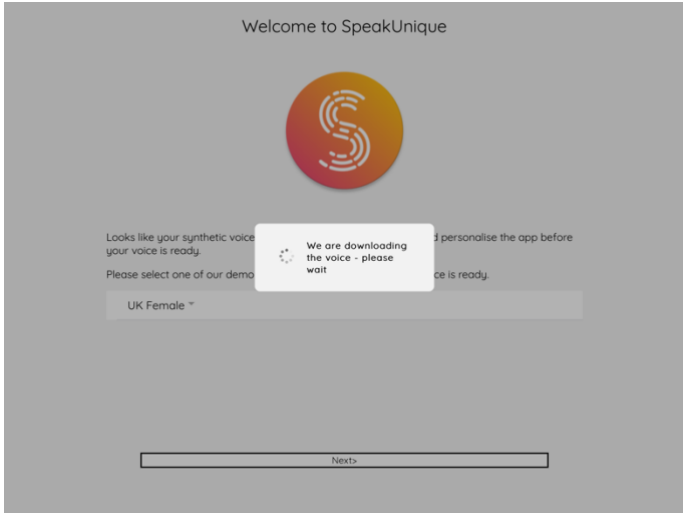 Welcome to SpeakUnique
Looks like your synthetic voice
We are downloading
the voice - please
wait
personalise the app before
your voice is ready.
Please select one of our demo
ce is ready.
UK Female
Next>